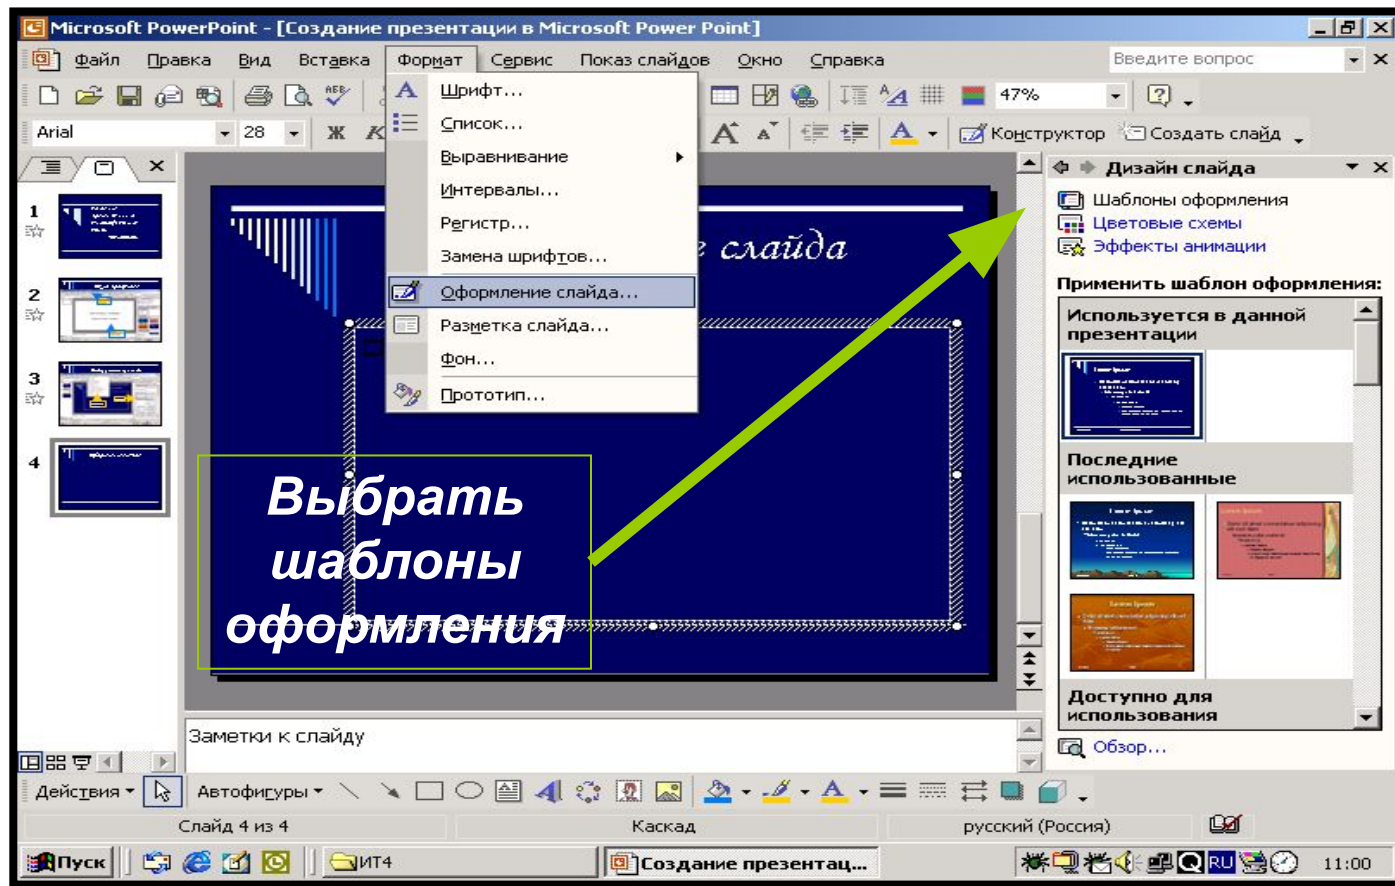 Microsoft PowerPoint - [Создание презентации в Microsoft Power Point]
Файл Правка Вид Вставка Формат Сервис Показ слайдов Окно Справка Введите вопрос
47%
Arial 28 Ж К Конструктор Создать слайд
Шрифт...
Список...
Выравнивание
Интервалы...
Регистр...
Замена шрифтов...
Оформление слайда...
Разметка слайда...
Фон...
Прототип...
1
2
3
4
слайда
Выбрать
шаблоны
оформления
Дизайн слайда
Шаблоны оформления
Цветовые схемы
Эффекты анимации
Применить шаблон оформления:
Используется в данной
презентации
Последние
использованные
Доступно для
использования
Обзор...
Заметки к слайду
Действия Автофигуры
Слайд 4 из 4 Каскад русский (Россия)
Пуск ИТ4 Создание презентац... RU 11:00